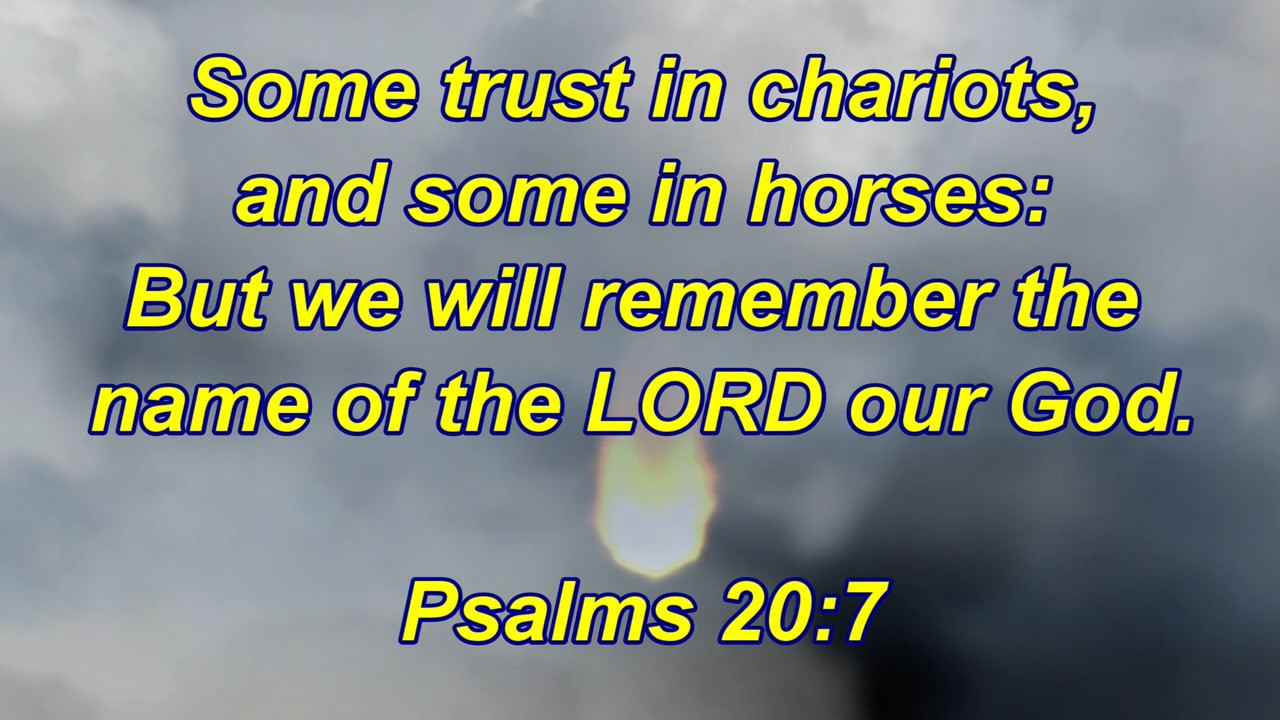 Some trust in chariots,
and some in horses:
But we will remember the
name of the LORD our God.
Psalms 20:7